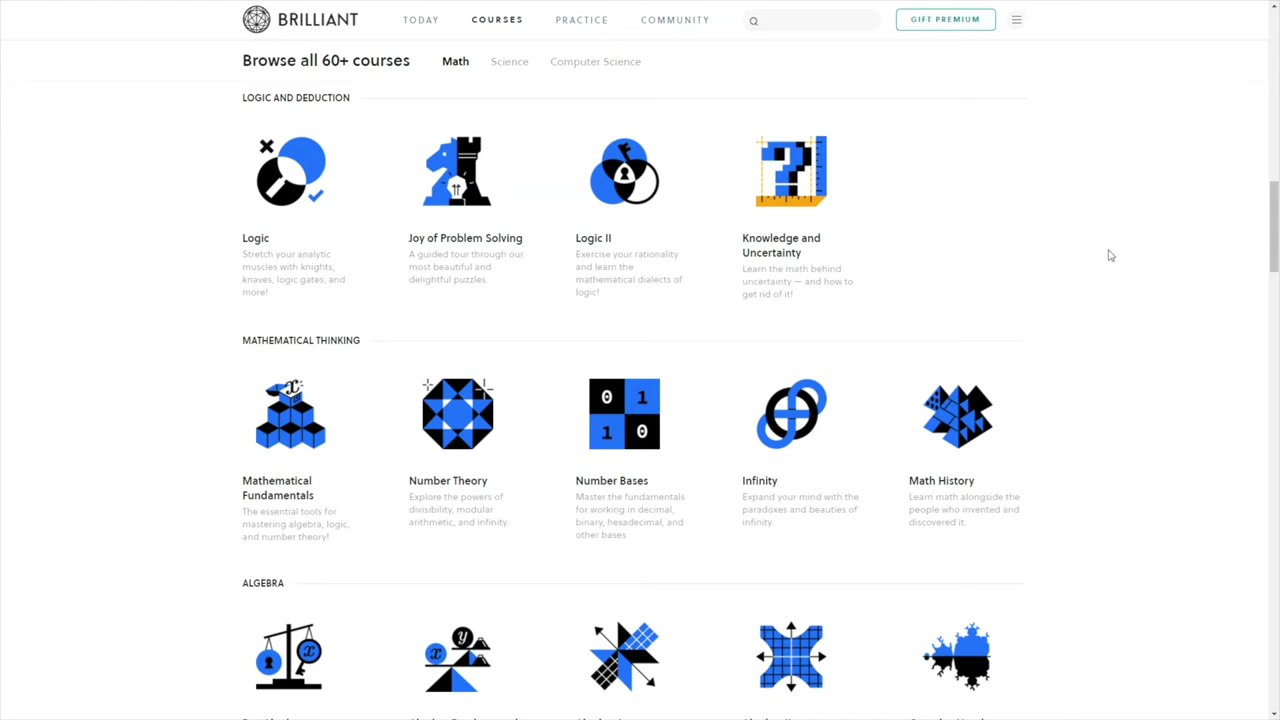 BRILLIANT
TODAY COURSES PRACTICE COMMUNITY
GIFT PREMIUM
Browse all 60+ courses Math Science Computer Science
LOGIC AND DEDUCTION
Logic
Stretch your analytic
muscles with knights,
knaves, logic gates, and
more!
Joy of Problem Solving
A guided tour through our
most beautiful and
delightful puzzles.
Logic II
Exercise your rationality
and learn the
mathematical dialects of
logic!
?
Knowledge and
Uncertainty
Learn the math behind
uncertainty — and how to
get rid of it!
MATHEMATICAL THINKING
x
Mathematical
Fundamentals
The essential tools for
mastering algebra, logic,
and number theory!
Number Theory
Explore the powers of
divisibility, modular
arithmetic, and infinity.
0 1
1 0
Number Bases
Master the fundamentals
for working in decimal,
binary, hexadecimal, and
other bases.
Infinity
Expand your mind with the
paradoxes and beauties of
infinity.
Math History
Learn math alongside the
people who invented and
discovered it.
ALGEBRA
x
y
x